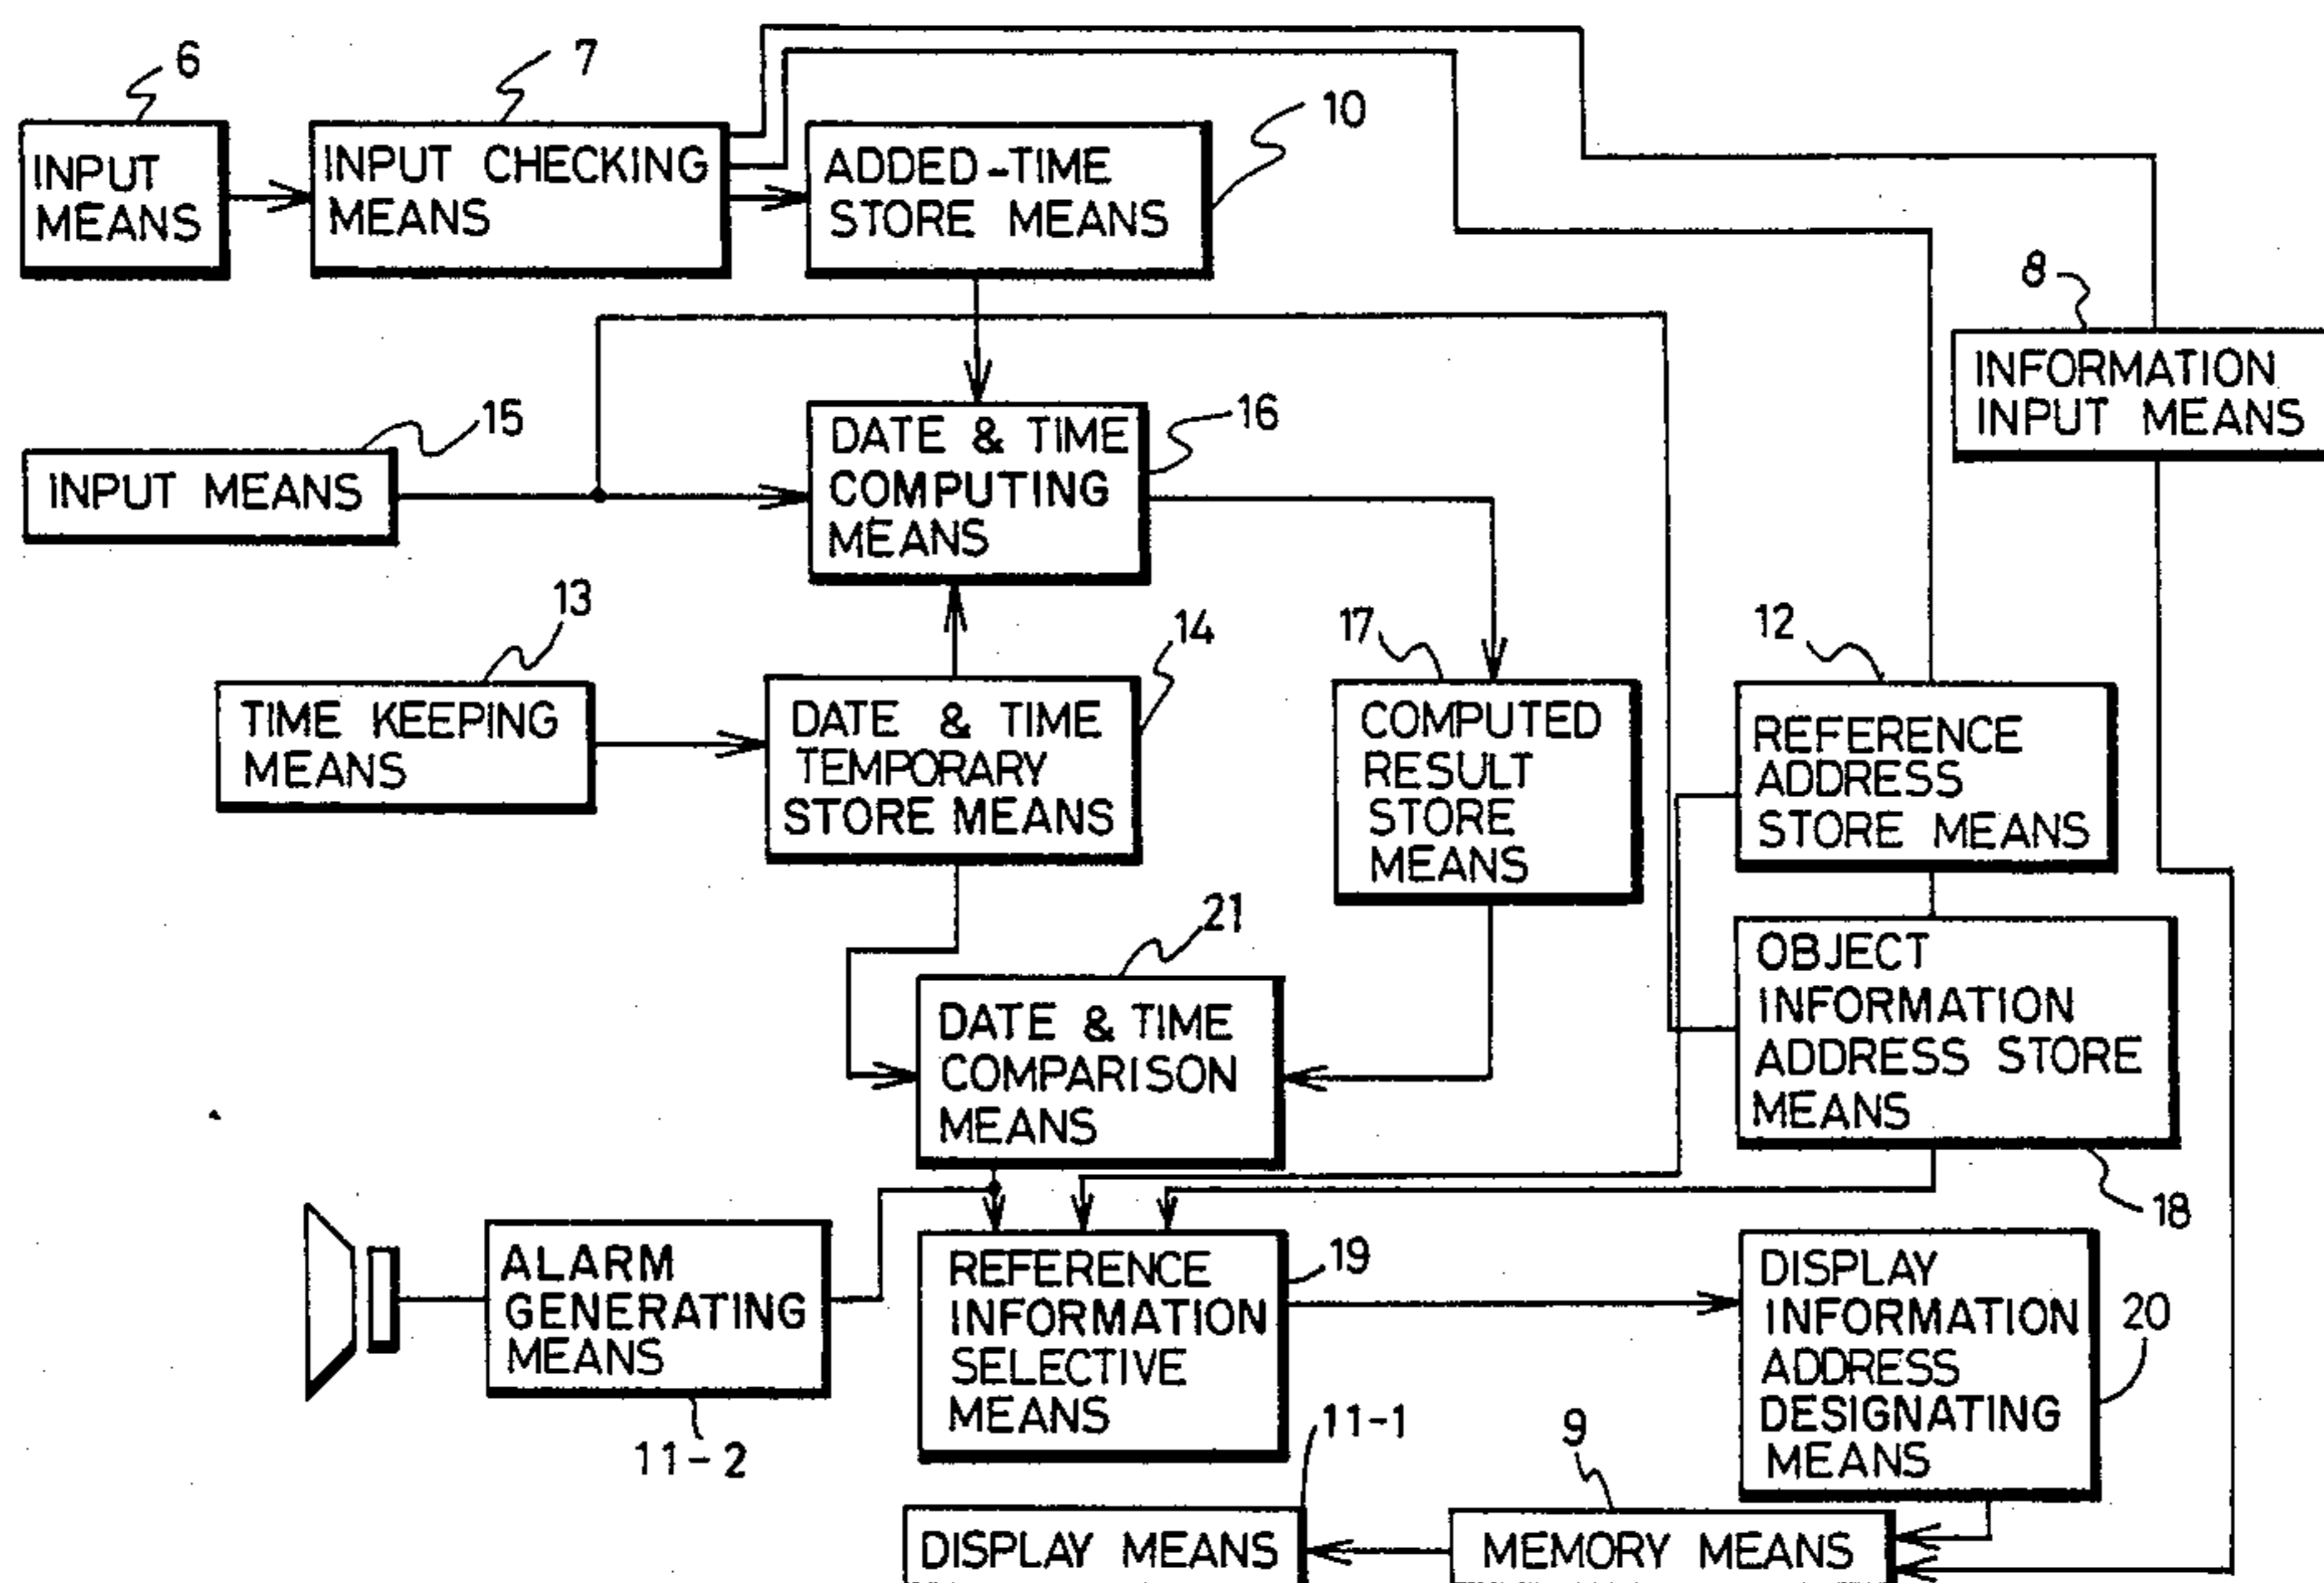 6
7
10
INPUT
MEANS
INPUT CHECKING
MEANS
ADDED-TIME
STORE MEANS
8
INFORMATION
INPUT MEANS
15
INPUT MEANS
16
DATE & TIME
COMPUTING
MEANS
13
TIME KEEPING
MEANS
14
DATE & TIME
TEMPORARY
STORE MEANS
17
COMPUTED
RESULT
STORE
MEANS
12
REFERENCE
ADDRESS
STORE MEANS
21
DATE & TIME
COMPARISON
MEANS
OBJECT
INFORMATION
ADDRESS STORE
MEANS
18
ALARM
GENERATING
MEANS
11-2
19
REFERENCE
INFORMATION
SELECTIVE
MEANS
DISPLAY
INFORMATION
ADDRESS
DESIGNATING
MEANS
20
11-1
DISPLAY MEANS
9
MEMORY MEANS